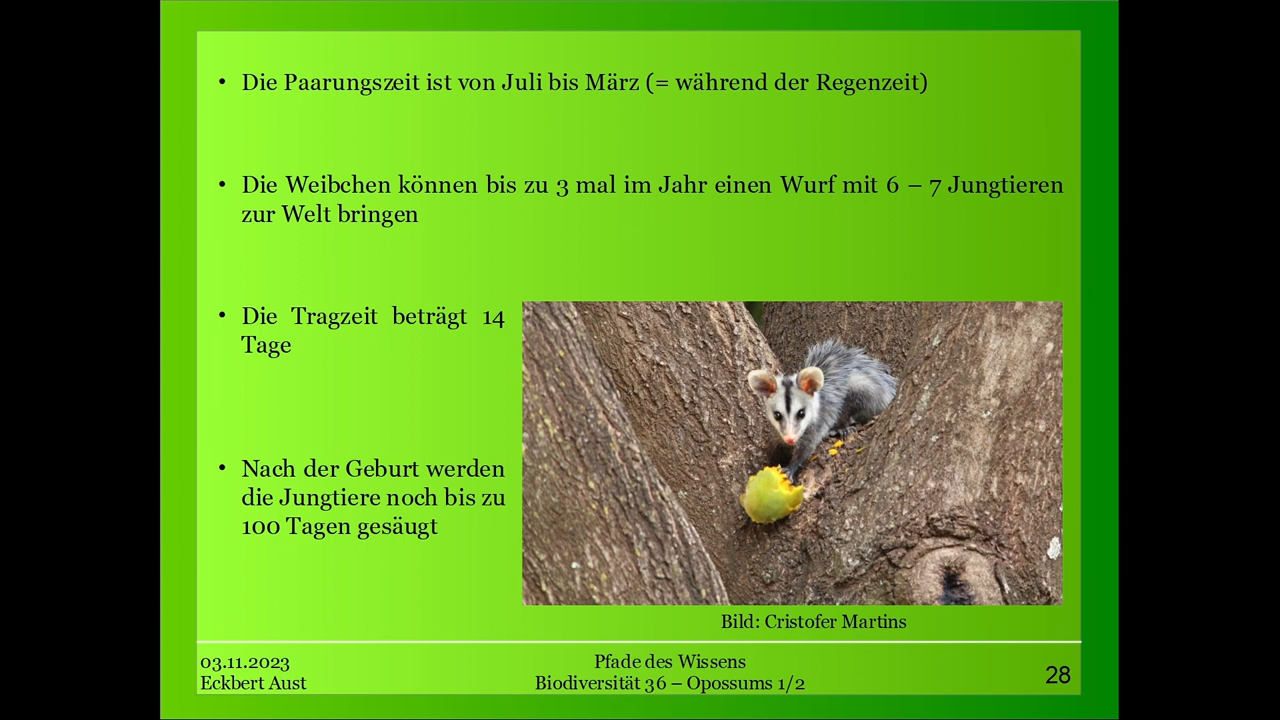 • Die Paarungszeit ist von Juli bis März (= während der Regenzeit)
• Die Weibchen können bis zu 3 mal im Jahr einen Wurf mit 6 – 7 Jungtieren
zur Welt bringen
• Die Tragzeit beträgt 14
Tage
• Nach der Geburt werden
die Jungtiere noch bis zu
100 Tagen gesäugt
Bild: Cristofer Martins
03.11.2023
Eckbert Aust
Pfade des Wissens
Biodiversität 36 – Opossums 1/2
28